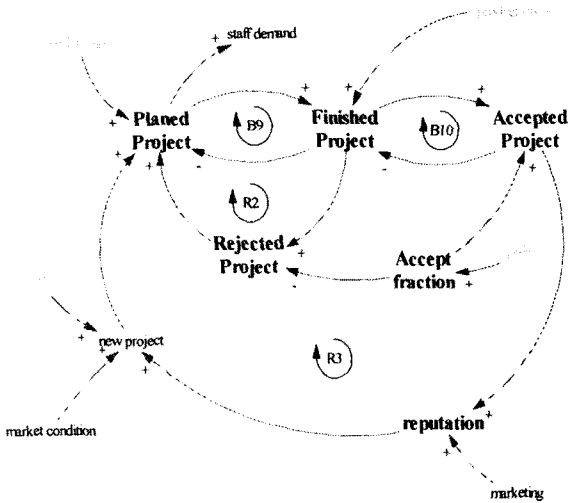 staff demand
Planed
Project
B9
Finished
Project
B10
Accepted
Project
R2
Rejected
Project
Accept
fraction
new project
R3
market condition
reputation
marketing